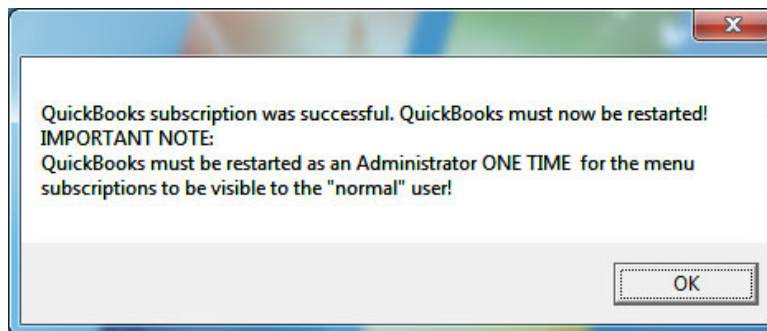 QuickBooks subscription was successful. QuickBooks must now be restarted!
IMPORTANT NOTE:
QuickBooks must be restarted as an Administrator ONE TIME  for the menu
subscriptions to be visible to the "normal" user!
OK